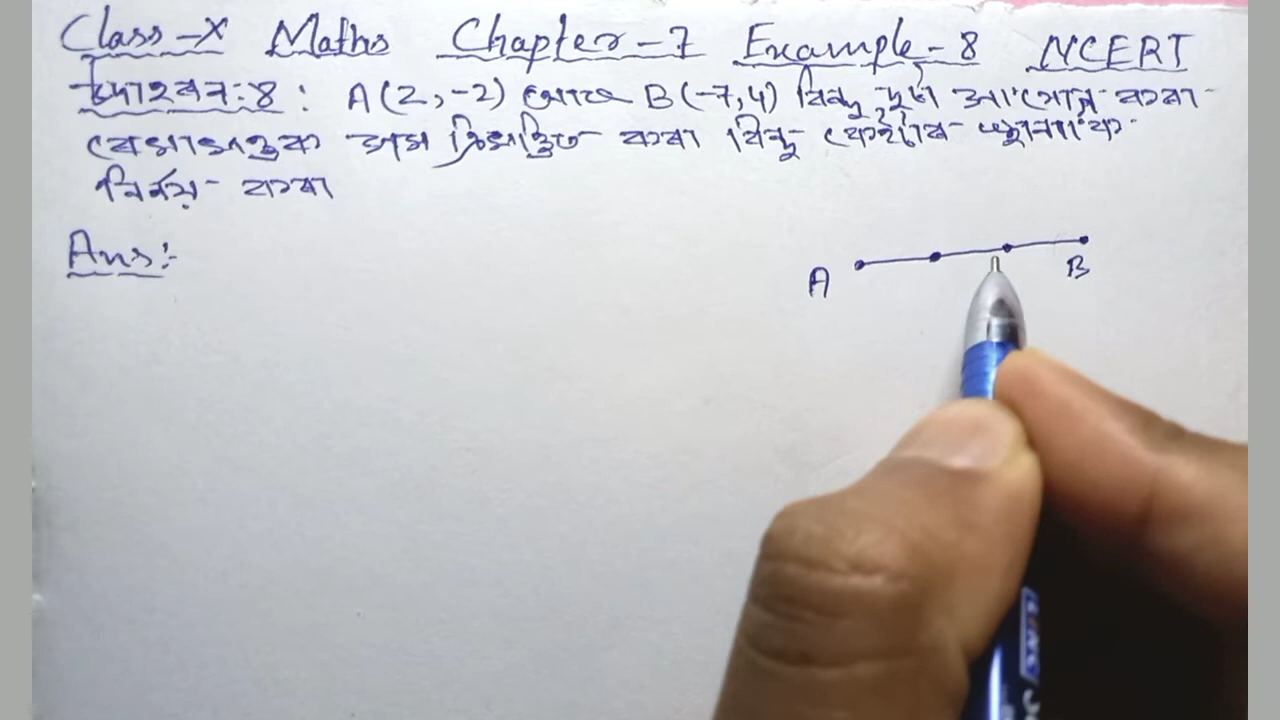 Class-X Maths Chapter-7 Example-8 NCERT
উদাহৰণ:8: A(2,-2) আৰু B(-7,4) বিন্দু দুটা সংযোগ কৰা
ৰেখাখণ্ডক সম ত্ৰিখণ্ডিত কৰা বিন্দু কেইটাৰ স্থানাংক
নিৰ্ণয় কৰা
Ans:-
A
B